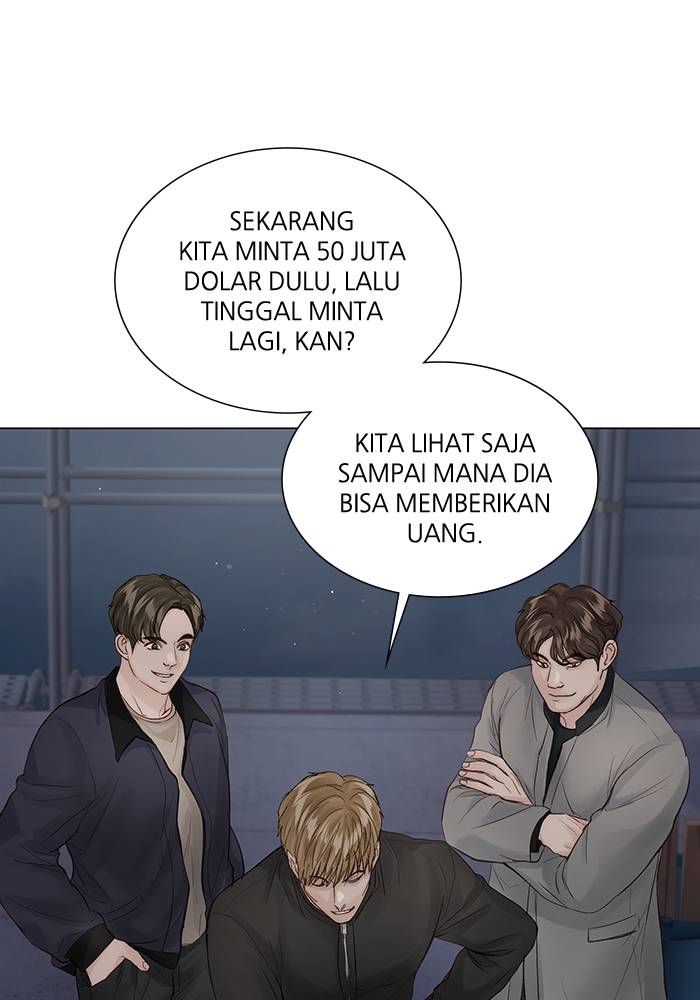 SEKARANG
KITA MINTA 50 JUTA
DOLAR DULU, LALU
TINGGAL MINTA
LAGI, KAN?
KITA LIHAT SAJA
SAMPAI MANA DIA
BISA MEMBERIKAN
UANG.